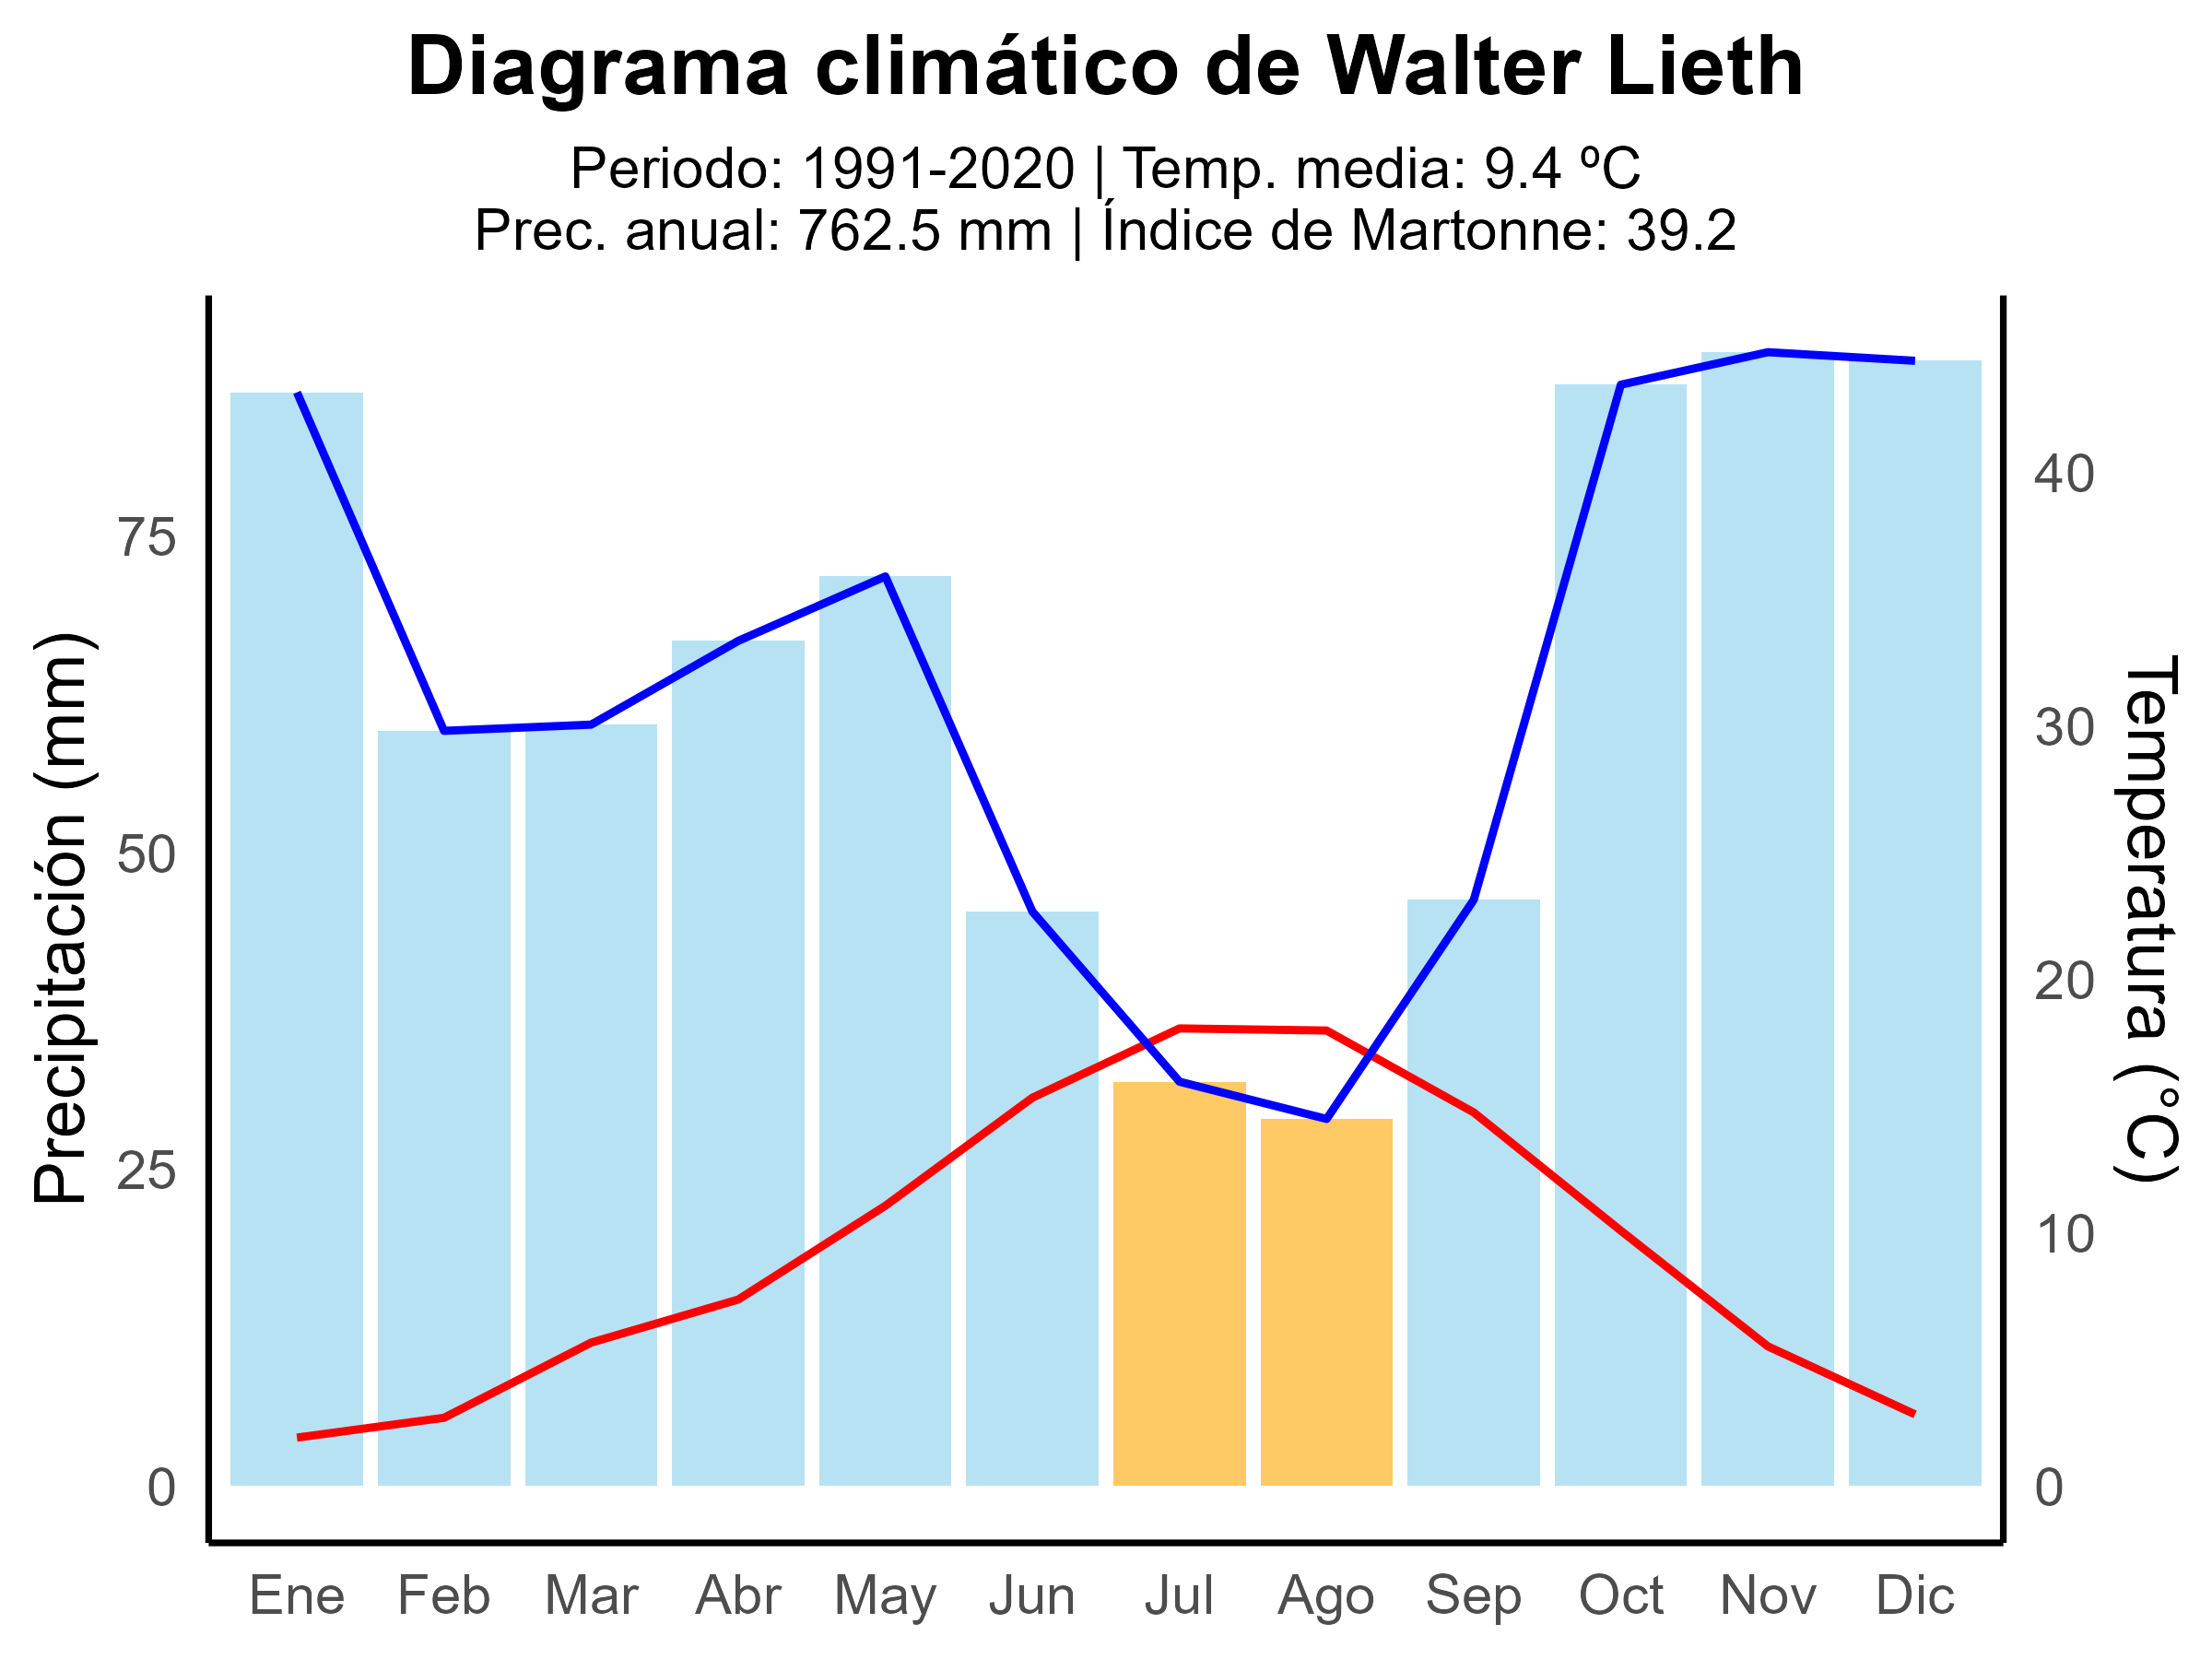 Diagrama climático de Walter Lieth
Periodo: 1991-2020 | Temp. media: 9.4 ºC
Prec. anual: 762.5 mm | Índice de Martonne: 39.2
Precipitación (mm)
75
50
25
0
40
30
20
10
0
Temperatura (°C)
Ene Feb Mar Abr May Jun Jul Ago Sep Oct Nov Dic